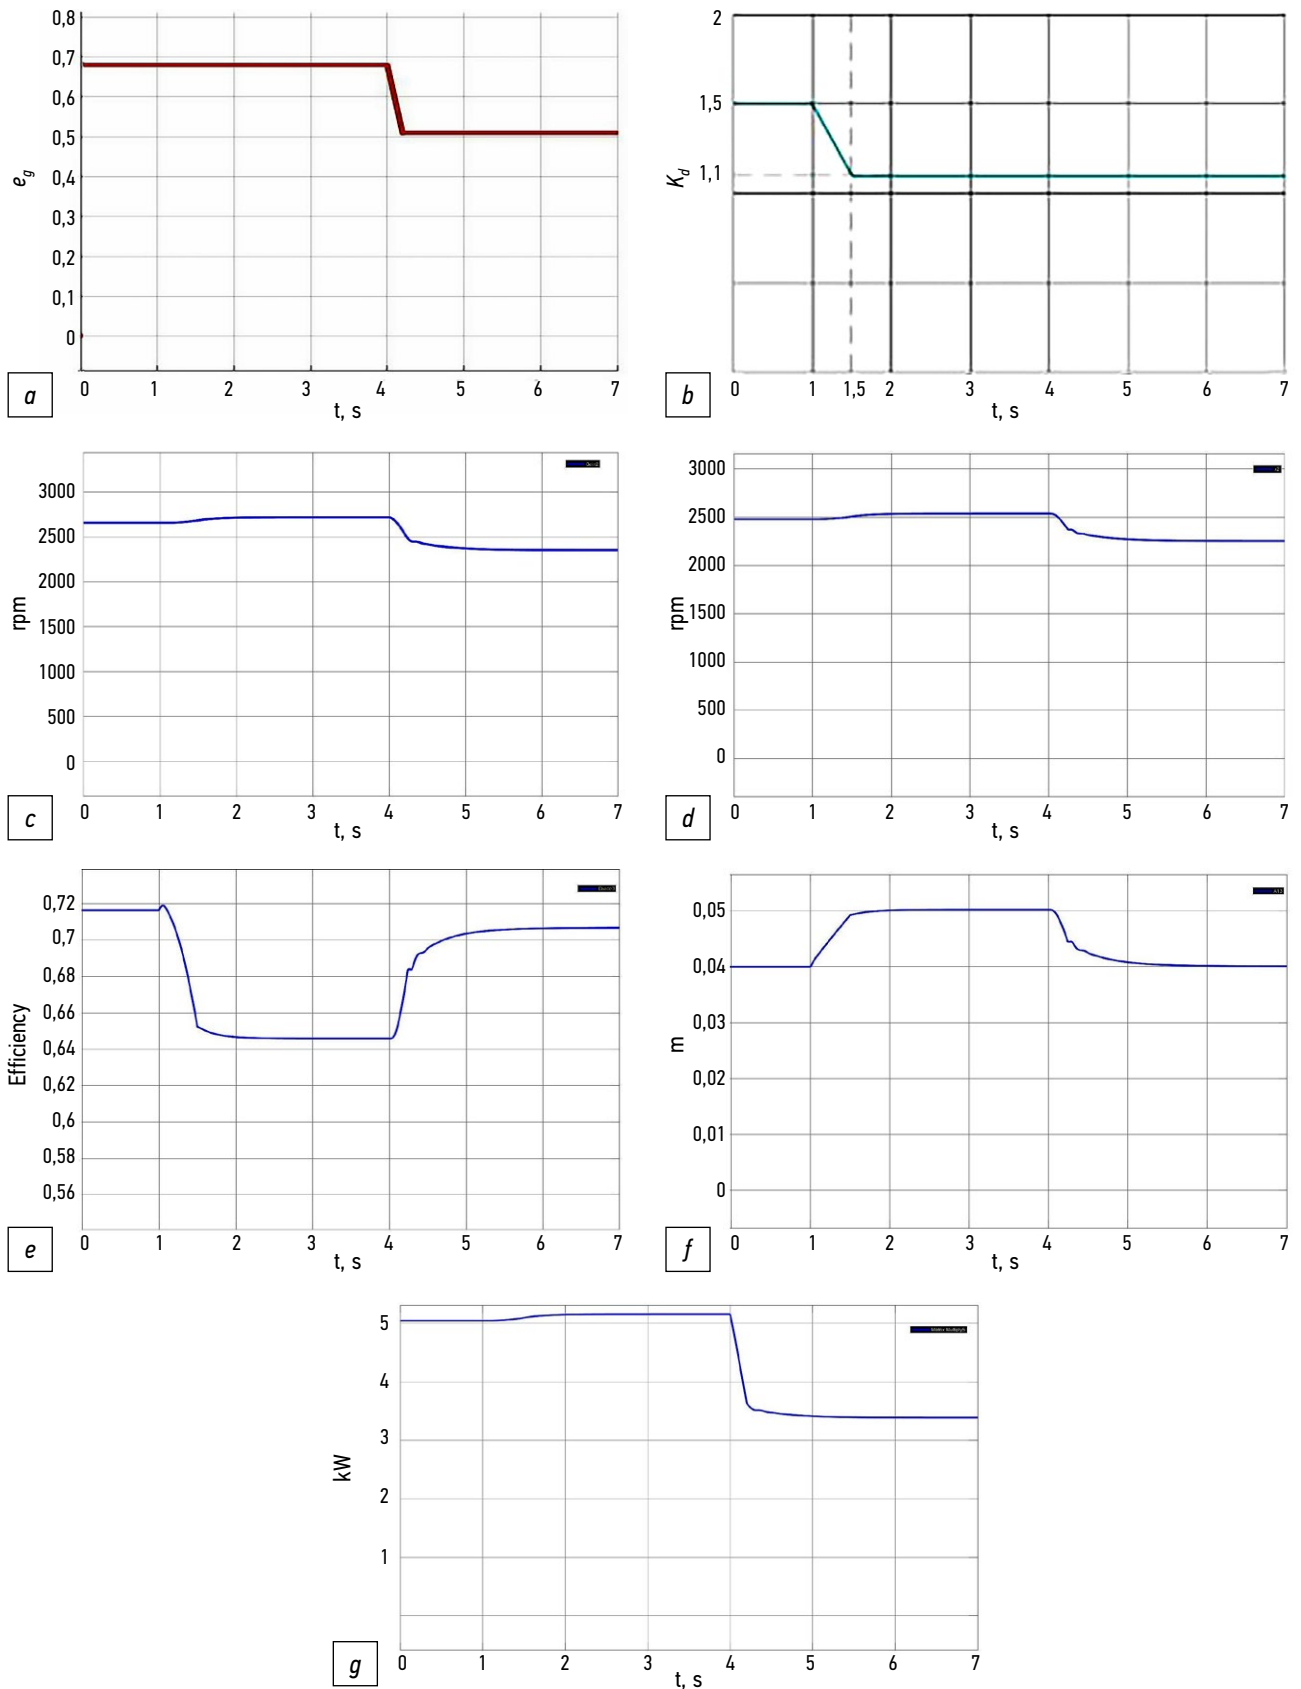 0,8
0,7
0,6
0,5
0,4
0,3
0,2
0,1
0
e_g
0 1 2 3 4 5 6 7
t, s
a
2
1,5
1,1
K_d
0 1 1,5 2 3 4 5 6 7
t, s
b
3000
2500
2000
1500
1000
500
0
rpm
0 1 2 3 4 5 6 7
t, s
c
3000
2500
2000
1500
1000
500
0
rpm
0 1 2 3 4 5 6 7
t, s
d
0,72
0,7
0,68
0,66
0,64
0,62
0,6
0,58
0,56
Efficiency
0 1 2 3 4 5 6 7
t, s
e
0,05
0,04
0,03
0,02
0,01
0
m
0 1 2 3 4 5 6 7
t, s
f
5
4
3
2
1
kW
0 1 2 3 4 5 6 7
t, s
g